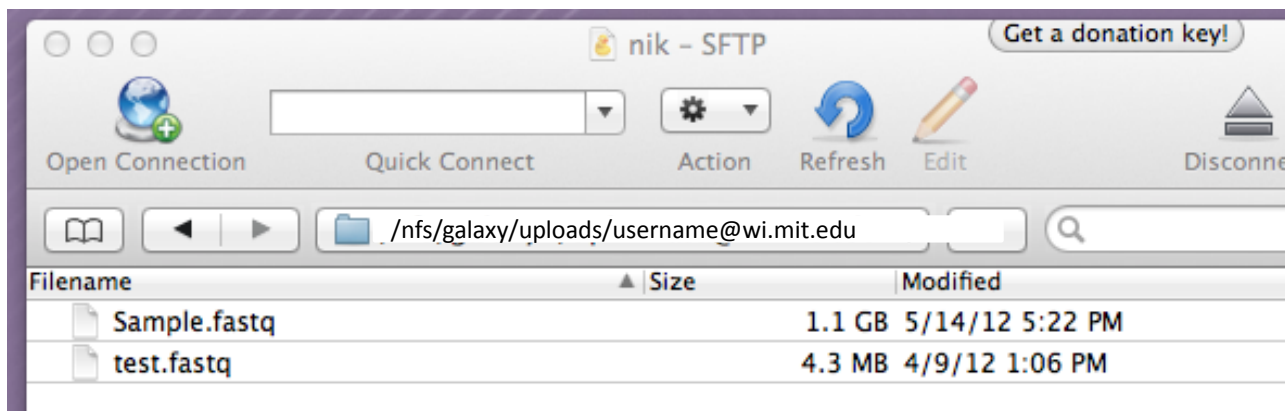 nik – SFTP
Get a donation key!
Open Connection
Quick Connect
Action
Refresh
Edit
Disconne
/nfs/galaxy/uploads/username@wi.mit.edu
Filename Size Modified
Sample.fastq 1.1 GB 5/14/12 5:22 PM
test.fastq 4.3 MB 4/9/12 1:06 PM